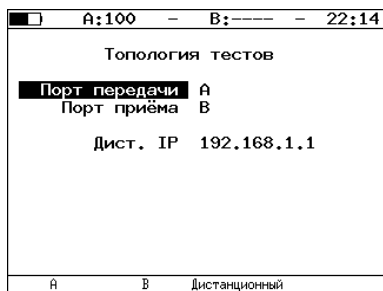 A:100 – B:---- – 22:14
Топология тестов
Порт передачи A
Порт приёма B
Дист. IP 192.168.1.1
A B Дистанционный